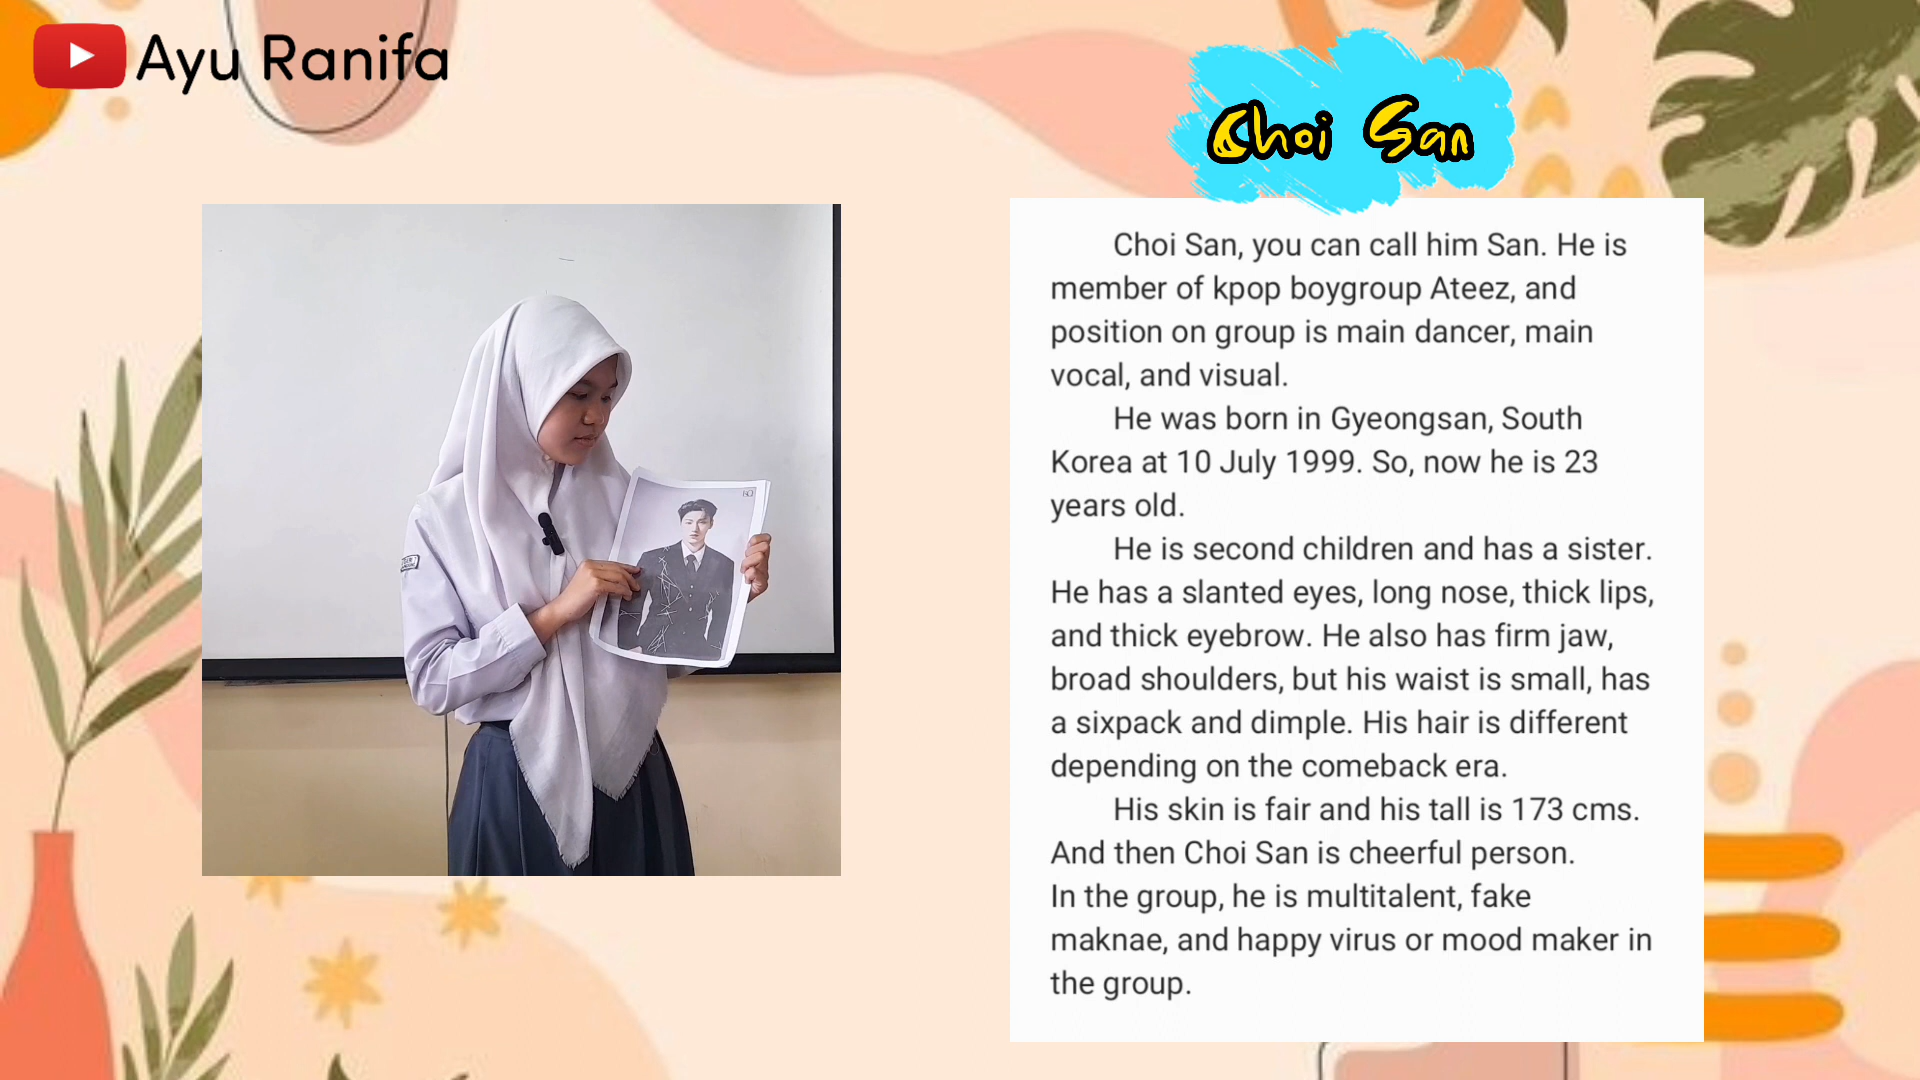 Ayu Ranifa
Choi San
Choi San, you can call him San. He is
member of kpop boygroup Ateez, and
position on group is main dancer, main
vocal, and visual.
He was born in Gyeongsan, South
Korea at 10 July 1999. So, now he is 23
years old.
He is second children and has a sister.
He has a slanted eyes, long nose, thick lips,
and thick eyebrow. He also has firm jaw,
broad shoulders, but his waist is small, has
a sixpack and dimple. His hair is different
depending on the comeback era.
His skin is fair and his tall is 173 cms.
And then Choi San is cheerful person.
In the group, he is multitalent, fake
maknae, and happy virus or mood maker in
the group.